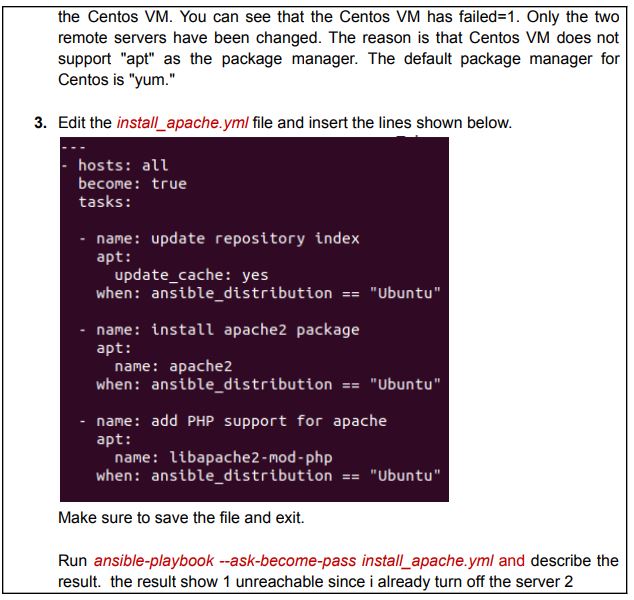 the Centos VM. You can see that the Centos VM has failed=1. Only the two
remote servers have been changed. The reason is that Centos VM does not
support "apt" as the package manager. The default package manager for
Centos is "yum."
3. Edit the install_apache.yml file and insert the lines shown below.
---
- hosts: all
  become: true
  tasks:
  - name: update repository index
    apt:
      update_cache: yes
    when: ansible_distribution == "Ubuntu"
  - name: install apache2 package
    apt:
      name: apache2
    when: ansible_distribution == "Ubuntu"
  - name: add PHP support for apache
    apt:
      name: libapache2-mod-php
    when: ansible_distribution == "Ubuntu"
Make sure to save the file and exit.
Run ansible-playbook --ask-become-pass install_apache.yml and describe the
result. the result show 1 unreachable since i already turn off the server 2